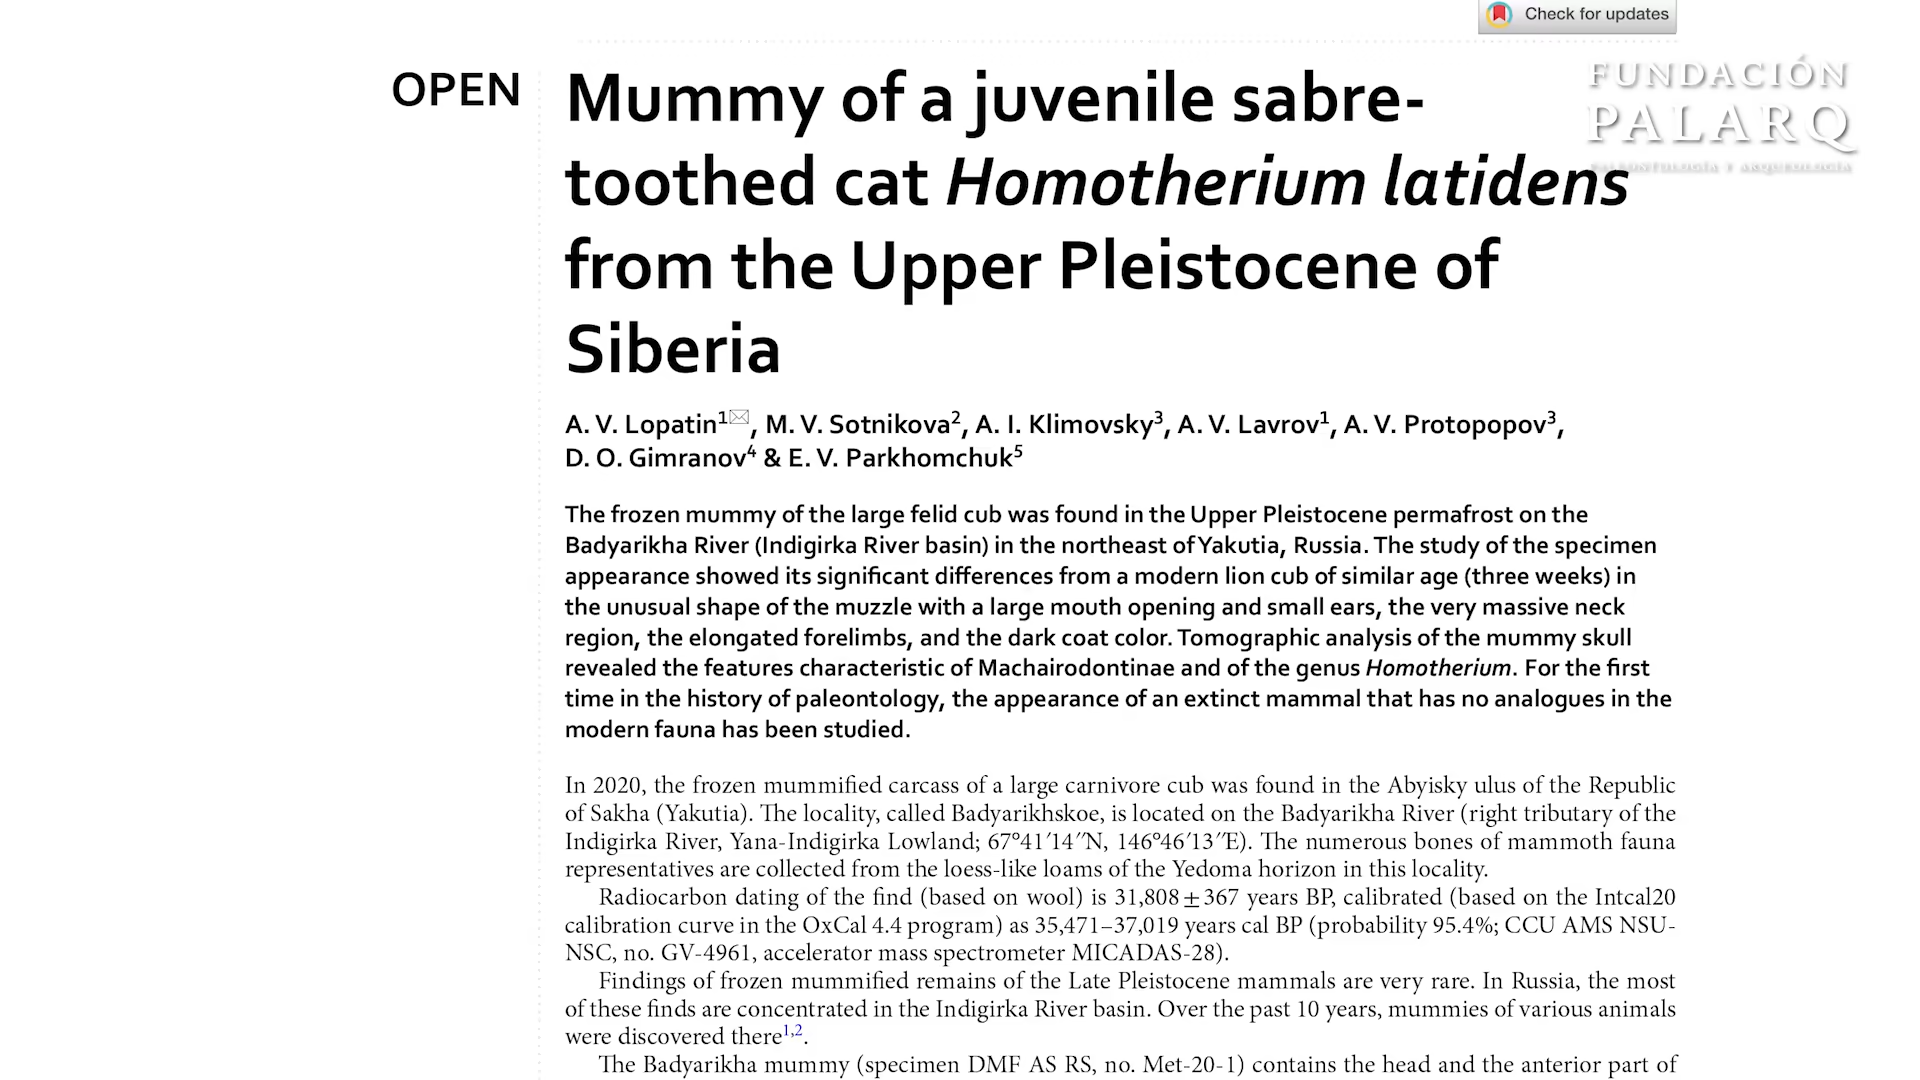 Check for updates
FUNDACIÓN
PALARQ
PALEONTOLOGÍA Y ARQUEOLOGÍA
OPEN
Mummy of a juvenile sabre-
toothed cat Homotherium latidens
from the Upper Pleistocene of
Siberia
A. V. Lopatin1✉, M. V. Sotnikova2, A. I. Klimovsky3, A. V. Lavrov1, A. V. Protopopov3,
D. O. Gimranov4 & E. V. Parkhomchuk5
The frozen mummy of the large felid cub was found in the Upper Pleistocene permafrost on the
Badyarikha River (Indigirka River basin) in the northeast of Yakutia, Russia. The study of the specimen
appearance showed its significant differences from a modern lion cub of similar age (three weeks) in
the unusual shape of the muzzle with a large mouth opening and small ears, the very massive neck
region, the elongated forelimbs, and the dark coat color. Tomographic analysis of the mummy skull
revealed the features characteristic of Machairodontinae and of the genus Homotherium. For the first
time in the history of paleontology, the appearance of an extinct mammal that has no analogues in the
modern fauna has been studied.
In 2020, the frozen mummified carcass of a large carnivore cub was found in the Abyisky ulus of the Republic
of Sakha (Yakutia). The locality, called Badyarikhskoe, is located on the Badyarikha River (right tributary of the
Indigirka River, Yana-Indigirka Lowland; 67°41′14″N, 146°46′13″E). The numerous bones of mammoth fauna
representatives are collected from the loess-like loams of the Yedoma horizon in this locality.
Radiocarbon dating of the find (based on wool) is 31,808 ± 367 years BP, calibrated (based on the Intcal20
calibration curve in the OxCal 4.4 program) as 35,471–37,019 years cal BP (probability 95.4%; CCU AMS NSU-
NSC, no. GV-4961, accelerator mass spectrometer MICADAS-28).
Findings of frozen mummified remains of the Late Pleistocene mammals are very rare. In Russia, the most
of these finds are concentrated in the Indigirka River basin. Over the past 10 years, mummies of various animals
were discovered there1,2.
The Badyarikha mummy (specimen DMF AS RS, no. Met-20-1) contains the head and the anterior part of